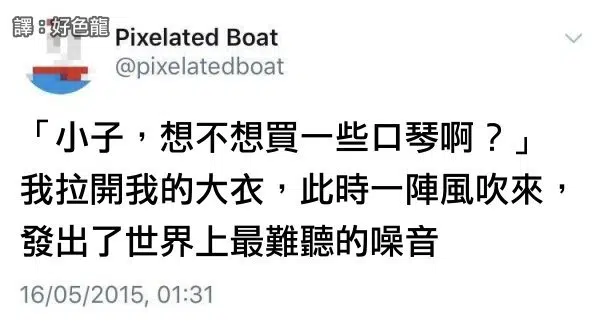 譯:好色龍
Pixelated Boat
@pixelatedboat
「小子,想不想買一些口琴啊?」
我拉開我的大衣,此時一陣風吹來,
發出了世界上最難聽的噪音
16/05/2015, 01:31